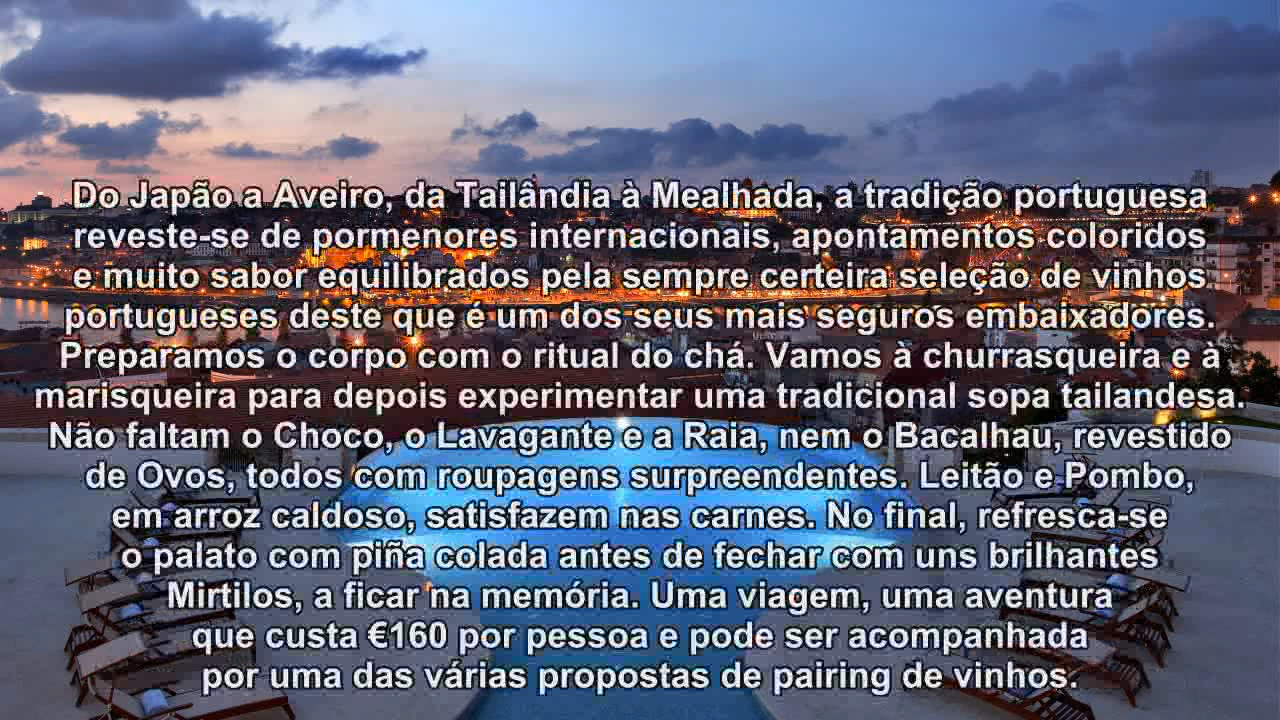 Do Japão a Aveiro, da Tailândia à Mealhada, a tradição portuguesa
reveste-se de pormenores internacionais, apontamentos coloridos
e muito sabor equilibrados pela sempre certeira seleção de vinhos
portugueses deste que é um dos seus mais seguros embaixadores.
Preparamos o corpo com o ritual do chá. Vamos à churrasqueira e à
marisqueira para depois experimentar uma tradicional sopa tailandesa.
Não faltam o Choco, o Lavagante e a Raia, nem o Bacalhau, revestido
de Ovos, todos com roupagens surpreendentes. Leitão e Pombo,
em arroz caldoso, satisfazem nas carnes. No final, refresca-se
o palato com piña colada antes de fechar com uns brilhantes
Mirtilos, a ficar na memória. Uma viagem, uma aventura
que custa €160 por pessoa e pode ser acompanhada
por uma das várias propostas de pairing de vinhos.